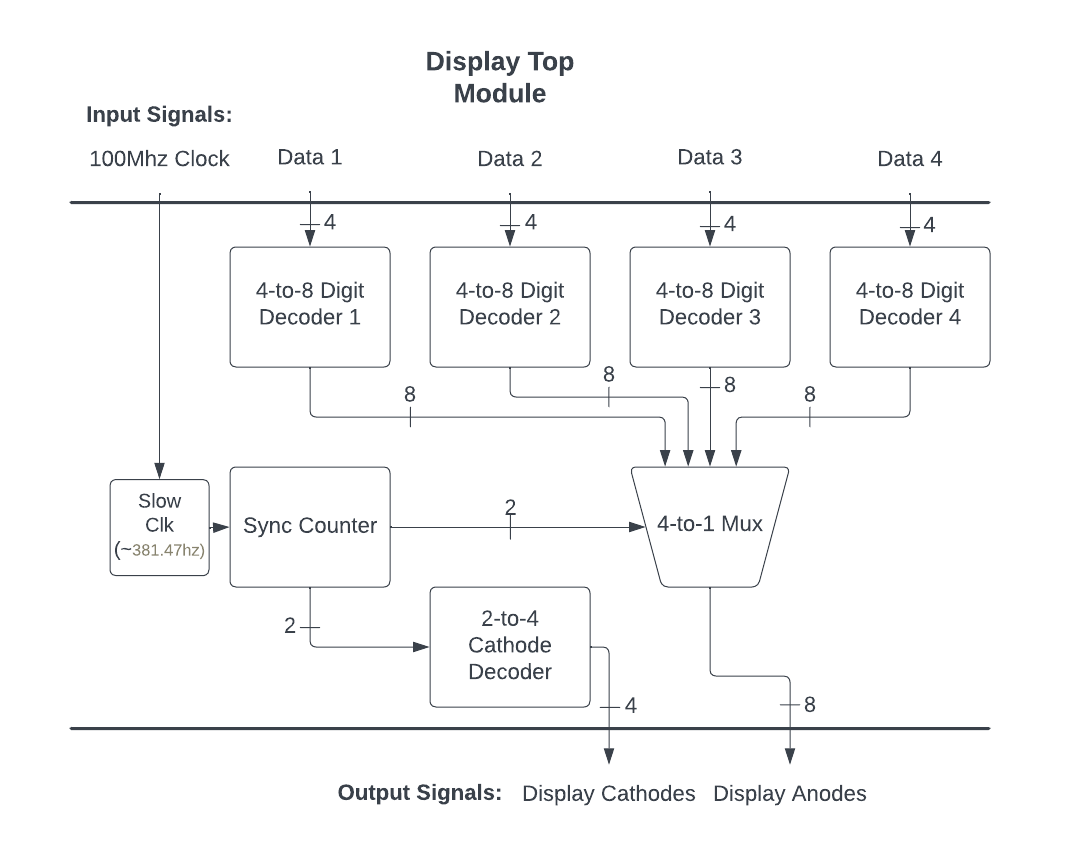 Display Top
Module
Input Signals:
100Mhz Clock
Data 1
Data 2
Data 3
Data 4
4
4
4
4
4-to-8 Digit
Decoder 1
4-to-8 Digit
Decoder 2
4-to-8 Digit
Decoder 3
4-to-8 Digit
Decoder 4
8
8
8
8
Slow
Clk
(~381.47hz)
Sync Counter
2
4-to-1 Mux
2
2-to-4
Cathode
Decoder
4
8
Output Signals:
Display Cathodes
Display Anodes